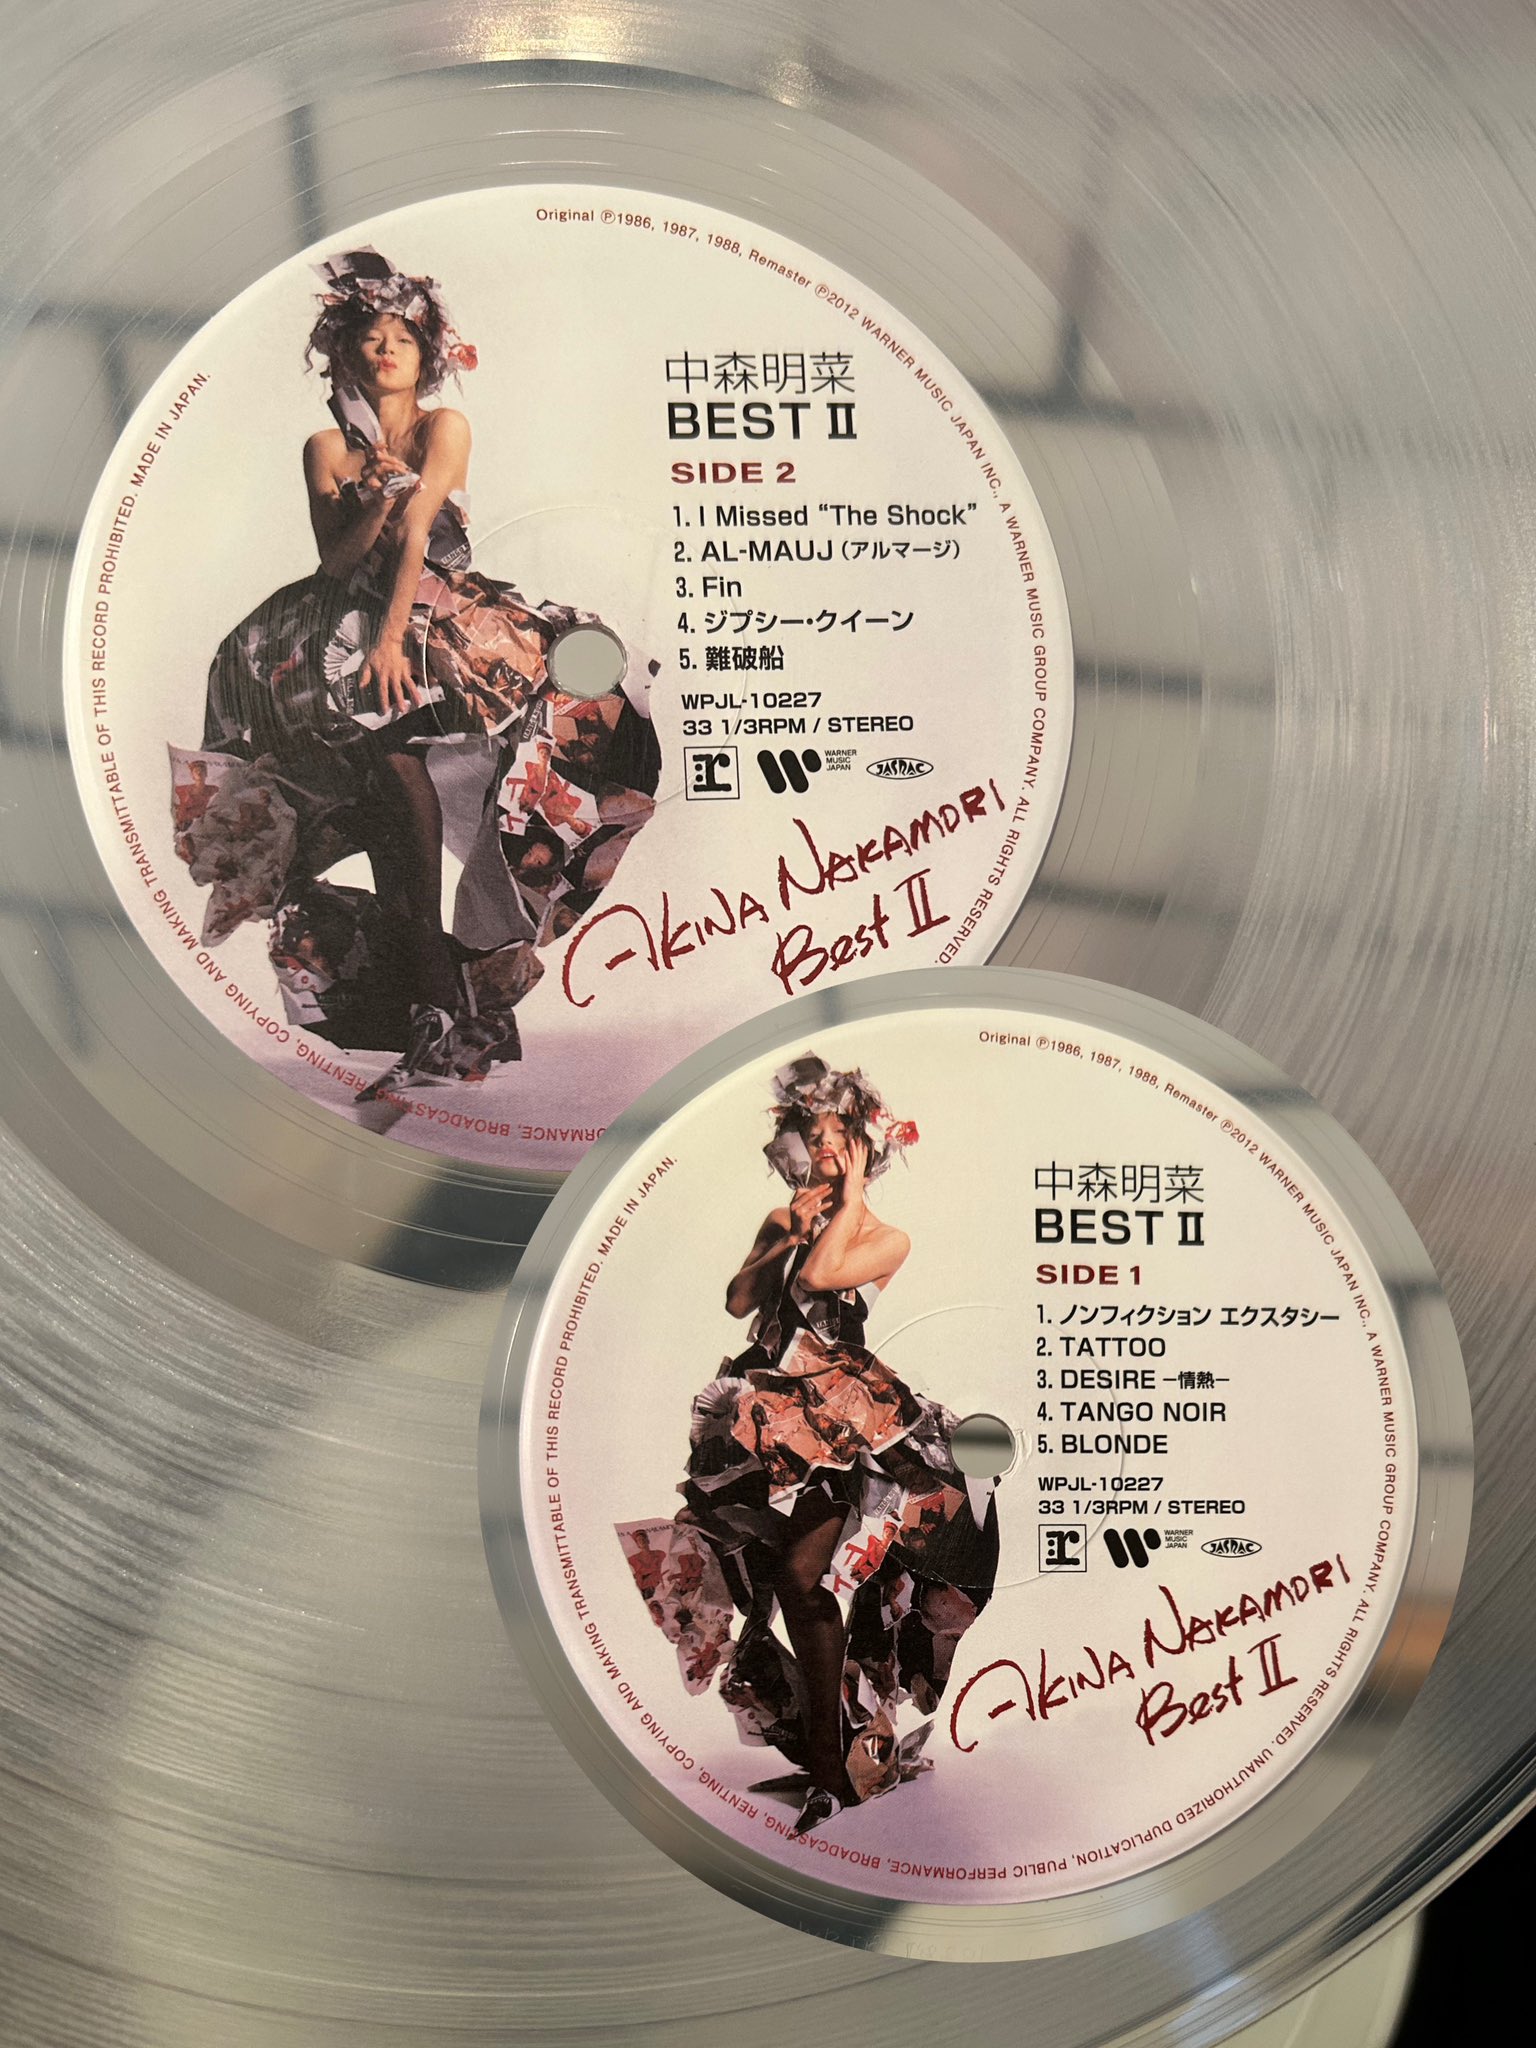 Original Ⓟ1986, 1987, 1988, Remaster Ⓟ2012 WARNER MUSIC JAPAN INC., A WARNER MUSIC GROUP COMPANY. ALL RIGHTS RESERVED.
ORMANCE, BROADCASTING, RENTING, COPYING AND MAKING TRANSMITTABLE OF THIS RECORD PROHIBITED. MADE IN JAPAN.
中森明菜
BEST Ⅱ
SIDE 2
1. I Missed “The Shock”
2. AL-MAUJ (アルマージ)
3. Fin
4. ジプシー・クイーン
5. 難破船
WPJL-10227
33 1/3RPM / STEREO
r
WARNER
MUSIC
JAPAN
JASRAC
AKINA NAKAMORI
Best Ⅱ
Original Ⓟ1986, 1987, 1988, Remaster Ⓟ2012 WARNER MUSIC JAPAN INC., A WARNER MUSIC GROUP COMPANY. ALL RIGHTS RESERVED. UNAUTHORIZED DUPLICATION, PUBLIC PERFORMANCE, BROADCASTING, RENTING, COPYING AND MAKING TRANSMITTABLE OF THIS RECORD PROHIBITED. MADE IN JAPAN.
中森明菜
BEST Ⅱ
SIDE 1
1. ノンフィクション エクスタシー
2. TATTOO
3. DESIRE －情熱－
4. TANGO NOIR
5. BLONDE
WPJL-10227
33 1/3RPM / STEREO
r
WARNER
MUSIC
JAPAN
JASRAC
AKINA NAKAMORI
Best Ⅱ